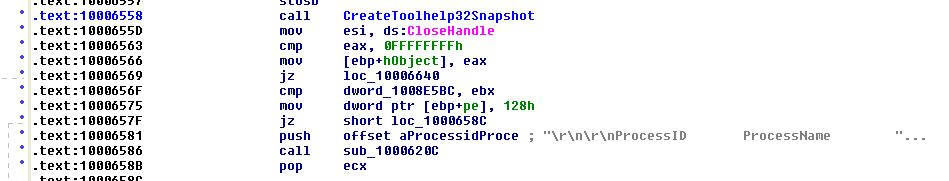 .text:10006557 stosb
.text:10006558 call CreateToolhelp32Snapshot
.text:1000655D mov esi, ds:CloseHandle
.text:10006563 cmp eax, 0FFFFFFFFh
.text:10006566 mov [ebp+hObject], eax
.text:10006569 jz loc_10006640
.text:1000656F cmp dword_1008E5BC, ebx
.text:10006575 mov dword ptr [ebp+pe], 128h
.text:1000657F jz short loc_1000658C
.text:10006581 push offset aProcessidProce ; "\r\n\r\nProcessID ProcessName "...
.text:10006586 call sub_1000620C
.text:1000658B pop ecx
.text:1000658C